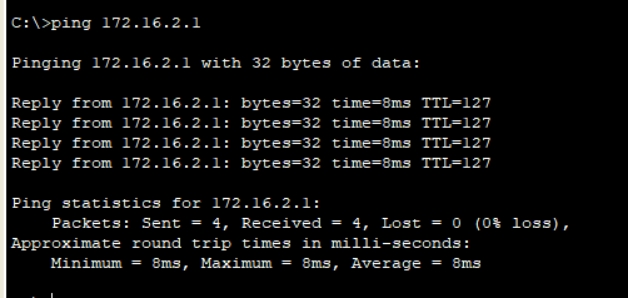 C:\>ping 172.16.2.1
Pinging 172.16.2.1 with 32 bytes of data:
Reply from 172.16.2.1: bytes=32 time=8ms TTL=127
Reply from 172.16.2.1: bytes=32 time=8ms TTL=127
Reply from 172.16.2.1: bytes=32 time=8ms TTL=127
Reply from 172.16.2.1: bytes=32 time=8ms TTL=127
Ping statistics for 172.16.2.1:
Packets: Sent = 4, Received = 4, Lost = 0 (0% loss),
Approximate round trip times in milli-seconds:
Minimum = 8ms, Maximum = 8ms, Average = 8ms